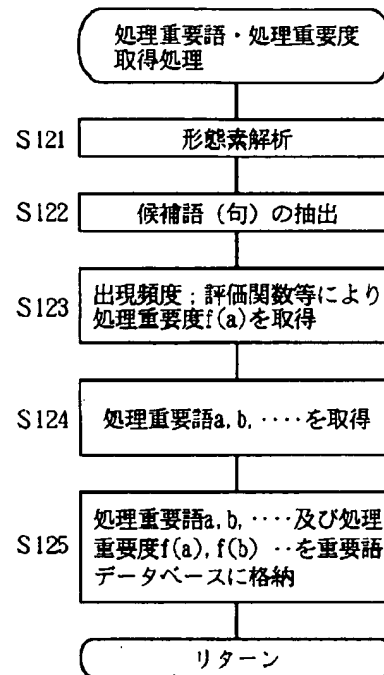 処理重要語・処理重要度
取得処理
S121
形態素解析
S122
候補語（句）の抽出
S123
出現頻度；評価関数等により
処理重要度f(a)を取得
S124
処理重要語a, b, ‥‥を取得
S125
処理重要語a, b, ‥‥及び処理
重要度f(a), f(b) ‥を重要語
データベースに格納
リターン